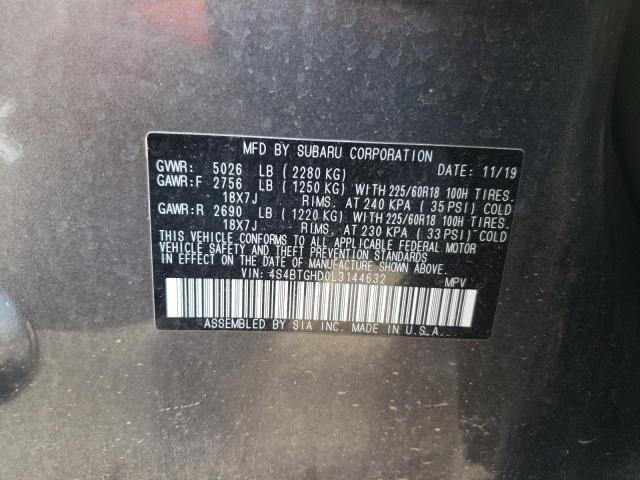 MFD BY SUBARU CORPORATION
GVWR: 5026 LB (2280 KG) DATE: 11/19
GAWR:F 2756 LB (1250 KG) WITH 225/60R18 100H TIRES.
18X7J RIMS. AT 240 KPA (35 PSI) COLD
GAWR:R 2690 LB (1220 KG) WITH 225/60R18 100H TIRES.
18X7J RIMS. AT 230 KPA (33 PSI) COLD
THIS VEHICLE CONFORMS TO ALL APPLICABLE FEDERAL MOTOR
VEHICLE SAFETY AND THEFT PREVENTION STANDARDS
IN EFFECT ON THE DATE OF MANUFACTURE SHOWN ABOVE.
VIN: 4S4BTGHD0L3144632 MPV
ASSEMBLED BY SIA INC. MADE IN U.S.A.